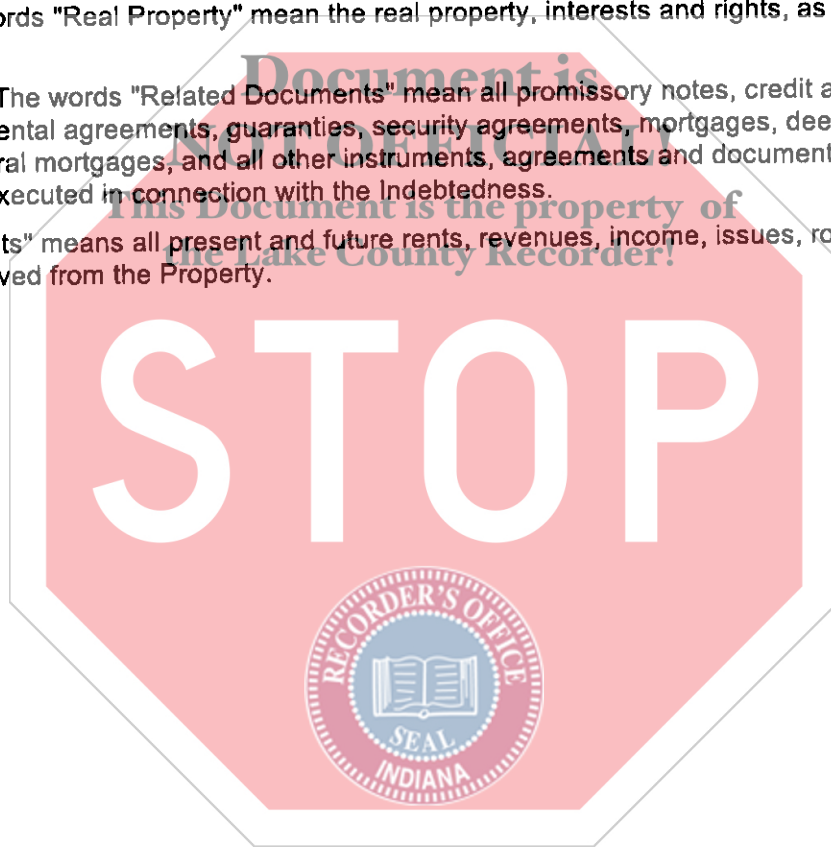 ords "Real Property" mean the real property, interests and rights, as
Document is
The words "Related Documents" mean all promissory notes, credit a
ental agreements, guaranties, security agreements, mortgages, dee
NOT OFFICIAL!
ral mortgages, and all other instruments, agreements and document
xecuted in connection with the Indebtedness.
This Document is the property of
ts" means all present and future rents, revenues, income, issues, ro
the Lake County Recorder!
ved from the Property.
STOP
RECORDER'S OFFICE
SEAL
INDIANA